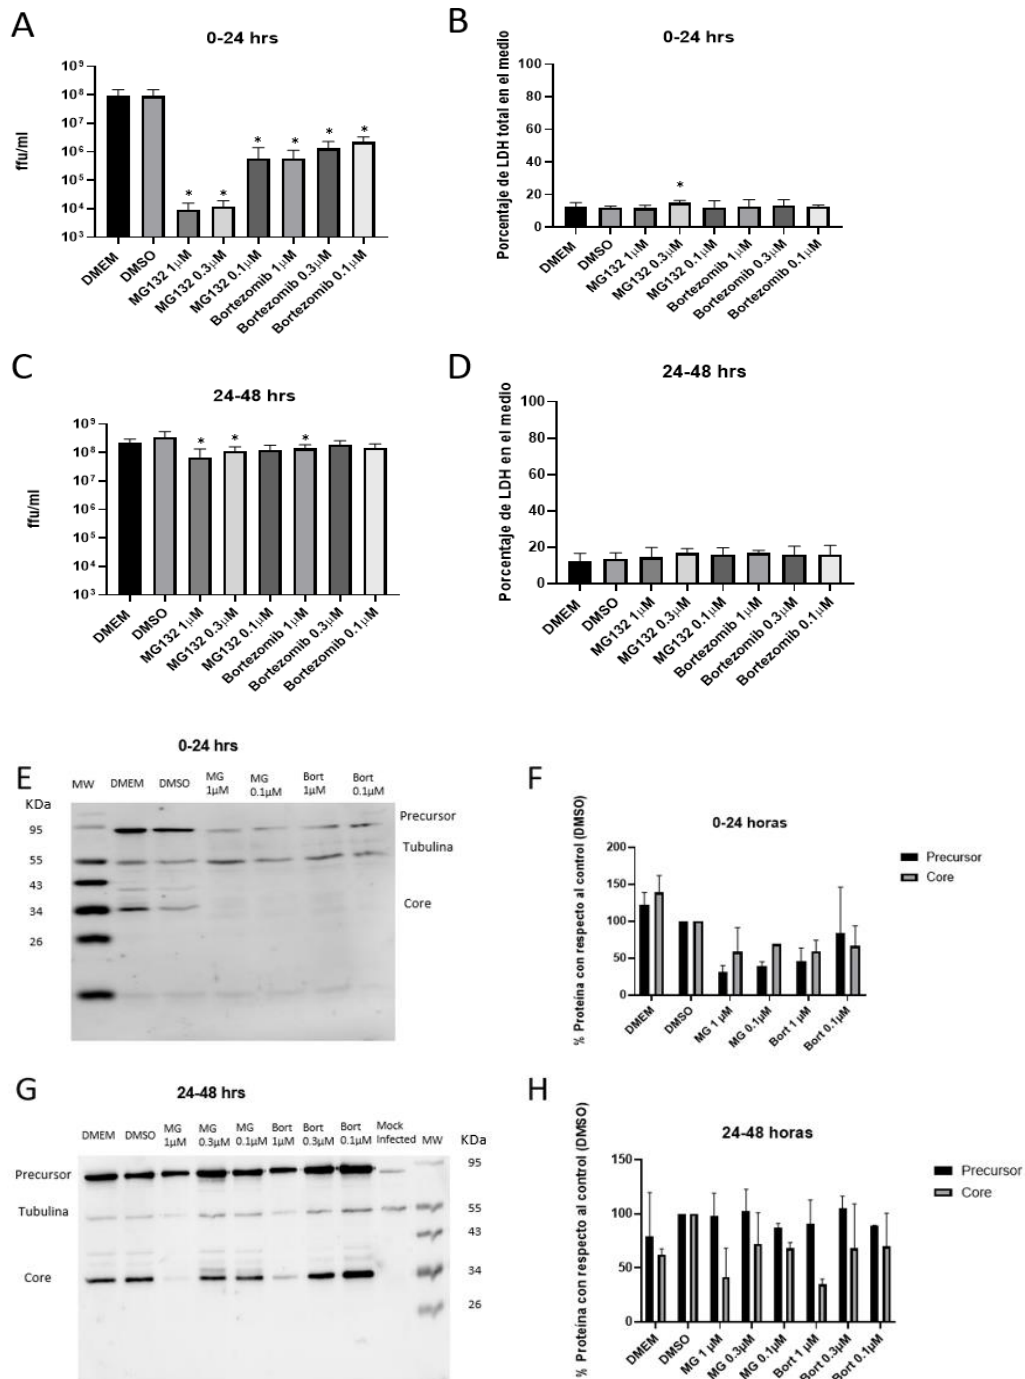 A
0-24 hrs
ffu/ml
10⁹
10⁸
10⁷
10⁶
10⁵
10⁴
10³
* * * * * *
DMEM
DMSO
MG132 1µM
MG132 0.3µM
MG132 0.1µM
Bortezomib 1µM
Bortezomib 0.3µM
Bortezomib 0.1µM
B
0-24 hrs
Porcentaje de LDH total en el medio
100
80
60
40
20
0
*
DMEM
DMSO
MG132 1µM
MG132 0.3µM
MG132 0.1µM
Bortezomib 1µM
Bortezomib 0.3µM
Bortezomib 0.1µM
C
24-48 hrs
ffu/ml
10⁹
10⁸
10⁷
10⁶
10⁵
10⁴
10³
* * *
DMEM
DMSO
MG132 1µM
MG132 0.3µM
MG132 0.1µM
Bortezomib 1µM
Bortezomib 0.3µM
Bortezomib 0.1µM
D
24-48 hrs
Porcentaje de LDH en el medio
100
80
60
40
20
0
DMEM
DMSO
MG132 1µM
MG132 0.3µM
MG132 0.1µM
Bortezomib 1µM
Bortezomib 0.3µM
Bortezomib 0.1µM
0-24 hrs
E
MW DMEM DMSO MG MG Bort Bort
1µM 0.1µM 1µM 0.1µM
KDa
95
55
43
34
26
Precursor
Tubulina
Core
F
0-24 horas
% Proteina con respecto al control (DMSO)
200
150
100
50
0
DMEM
DMSO
MG 1 µM
MG 0.1µM
Bort 1 µM
Bort 0.1µM
Precursor
Core
G
24-48 hrs
DMEM DMSO MG MG MG Bort Bort Bort Mock
1µM 0.3µM 0.1µM 1µM 0.3µM 0.1µM Infected MW
KDa
Precursor
Tubulina
Core
95
55
43
34
26
H
24-48 horas
% Proteina con respecto al control (DMSO)
150
100
50
0
DMEM
DMSO
MG 1 µM
MG 0.3µM
MG 0.1µM
Bort 1 µM
Bort 0.3µM
Bort 0.1µM
Precursor
Core